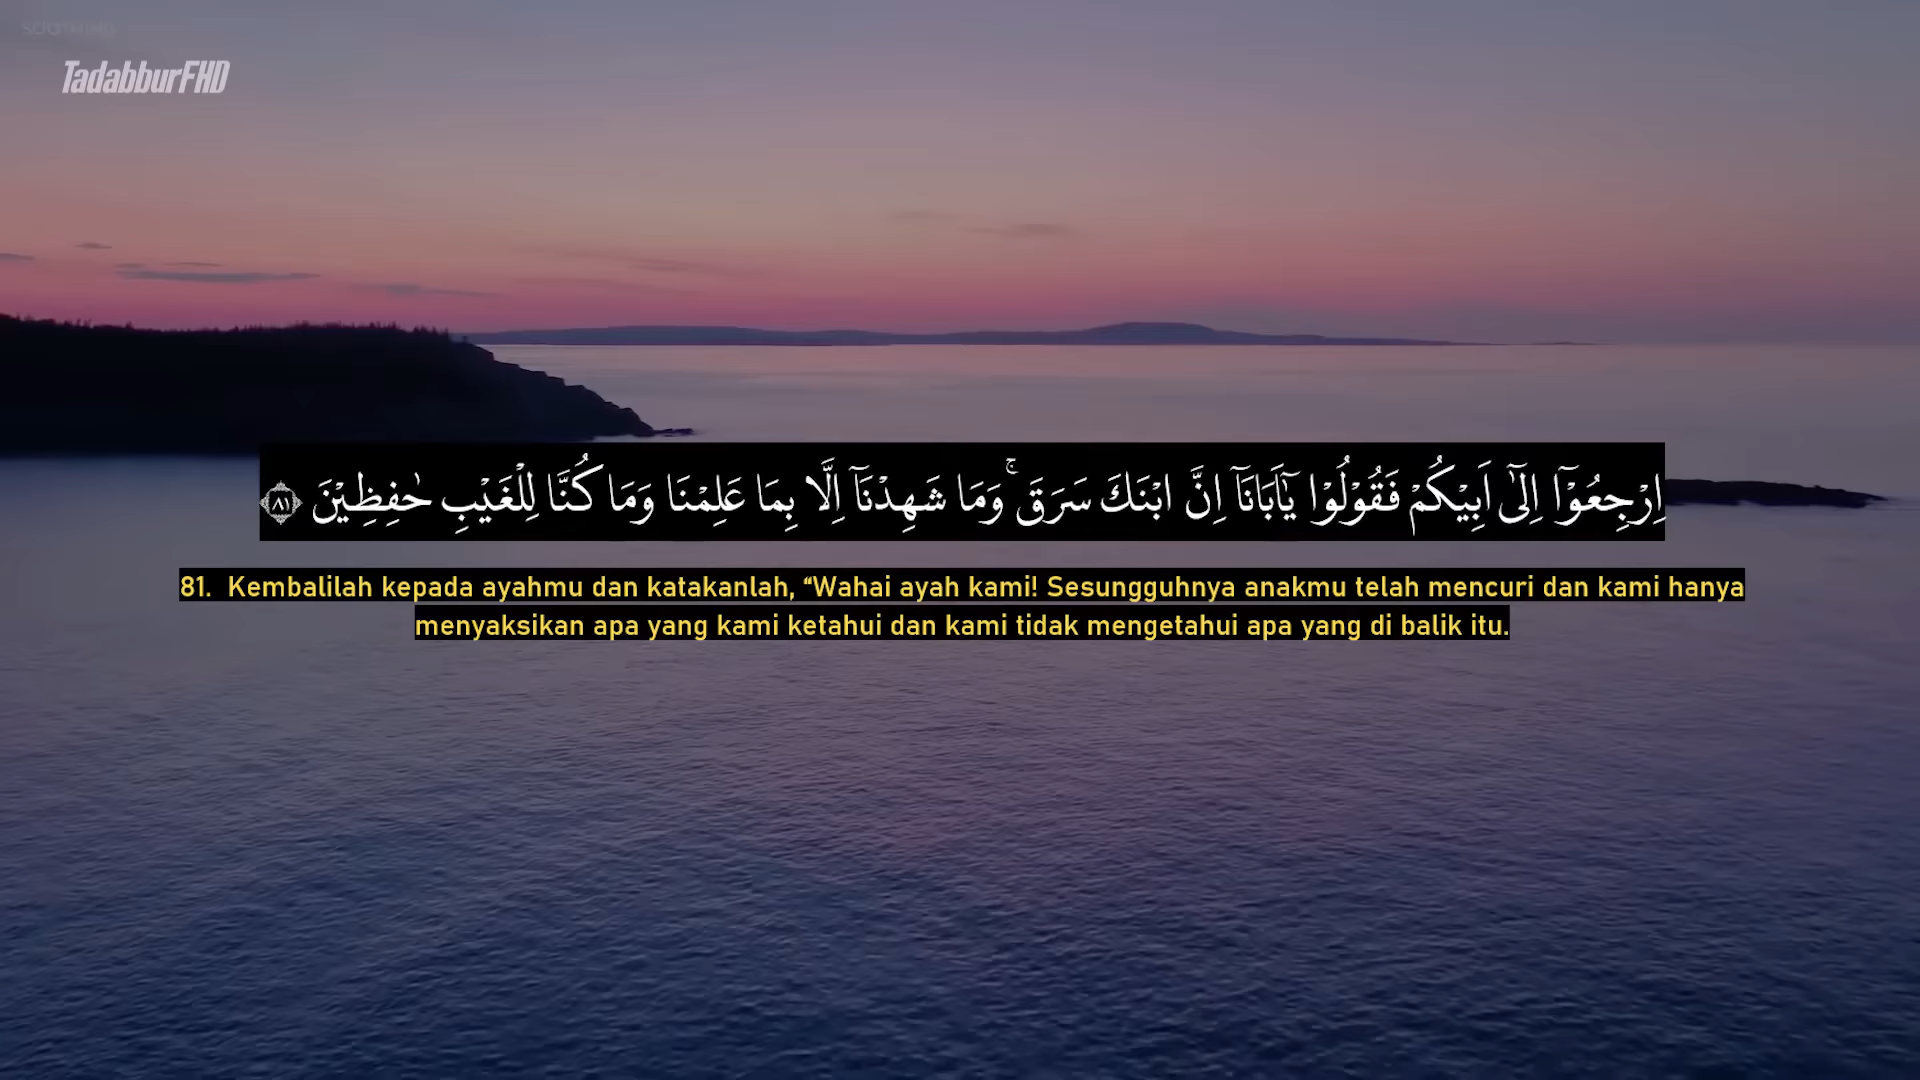 SOOTHING
TadabburFHD
اِرْجِعُوْٓا اِلٰٓى اَبِيْكُمْ فَقُوْلُوْا يٰٓاَبَانَآ اِنَّ ابْنَكَ سَرَقَۚ وَمَا شَهِدْنَآ اِلَّا بِمَا عَلِمْنَا وَمَا كُنَّا لِلْغَيْبِ حٰفِظِيْنَ ٨١
81. Kembalilah kepada ayahmu dan katakanlah, “Wahai ayah kami! Sesungguhnya anakmu telah mencuri dan kami hanya
menyaksikan apa yang kami ketahui dan kami tidak mengetahui apa yang di balik itu.